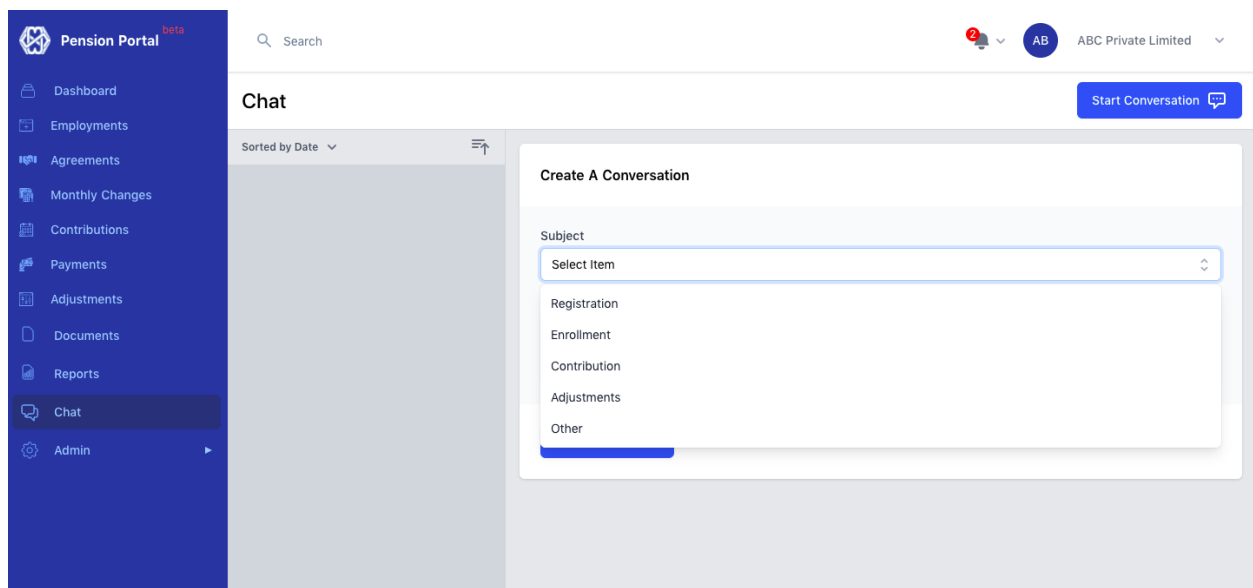 Pension Portal beta
Search
2
AB
ABC Private Limited
Dashboard
Employments
Agreements
Monthly Changes
Contributions
Payments
Adjustments
Documents
Reports
Chat
Admin
Chat
Start Conversation
Sorted by Date
Create A Conversation
Subject
Select Item
Registration
Enrollment
Contribution
Adjustments
Other